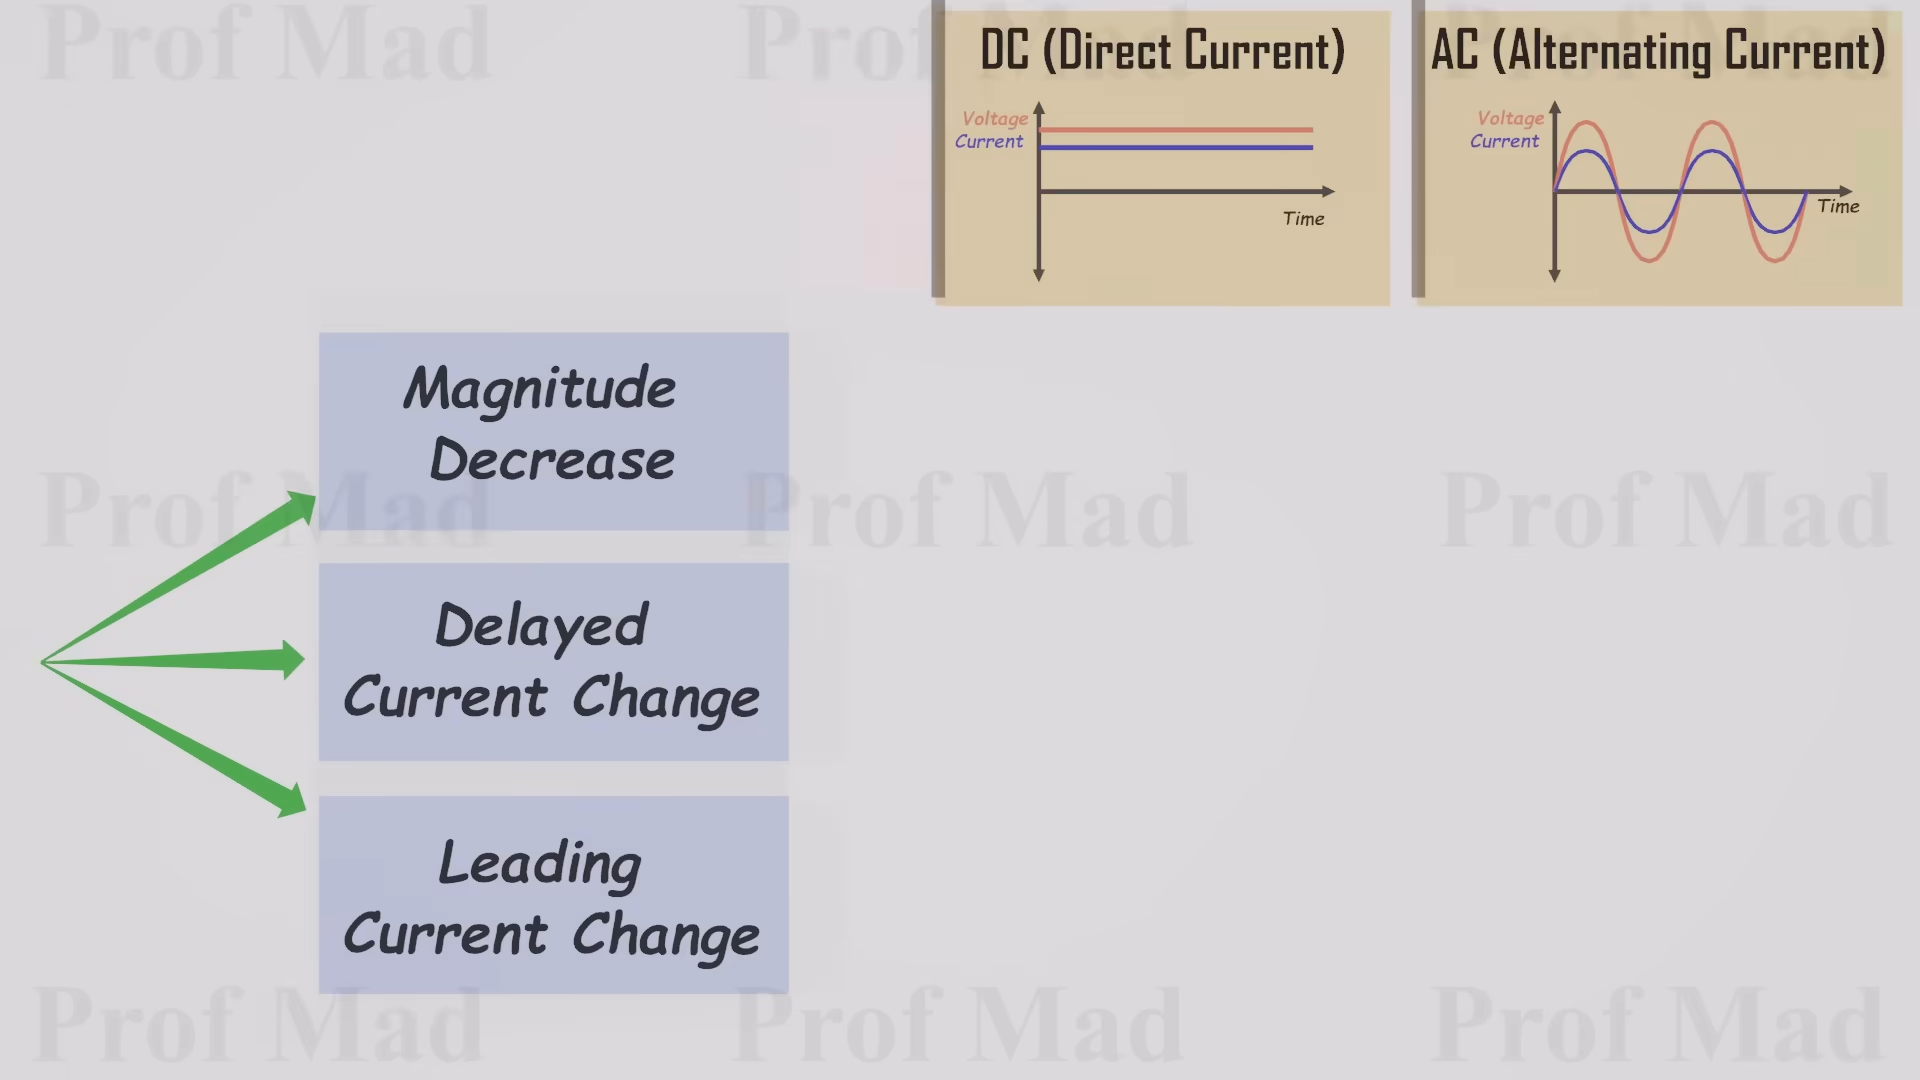 Prof Mad
Prof Mad
DC (Direct Current)
Voltage
Current
Time
AC (Alternating Current)
Voltage
Current
Time
Magnitude
Decrease
Prof Mad
Prof Mad
Prof Mad
Delayed
Current Change
Leading
Current Change
Prof Mad
Prof Mad
Prof Mad